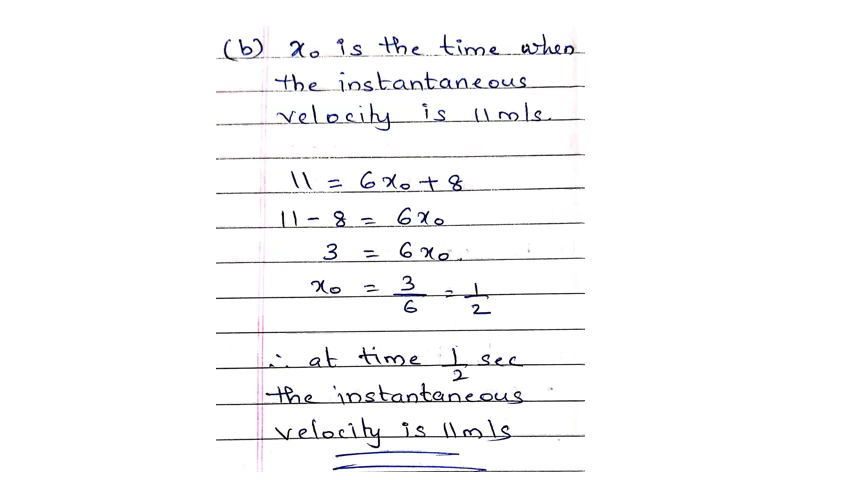 (b) x₀ is the time when
the instantaneous
velocity is 11m/s.
11 = 6x₀ + 8
11 - 8 = 6x₀
3 = 6x₀.
x₀ = 3/6 = 1/2
∴ at time 1/2 sec
the instantaneous
velocity is 11m/s